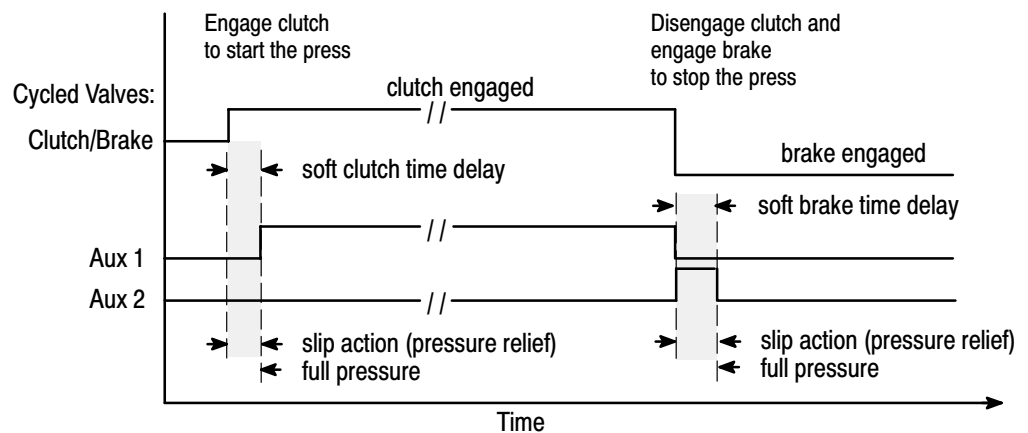 Engage clutch
to start the press
Disengage clutch and
engage brake
to stop the press
Cycled Valves:
clutch engaged
Clutch/Brake
brake engaged
soft clutch time delay
soft brake time delay
Aux 1
Aux 2
slip action (pressure relief)
full pressure
slip action (pressure relief)
full pressure
Time